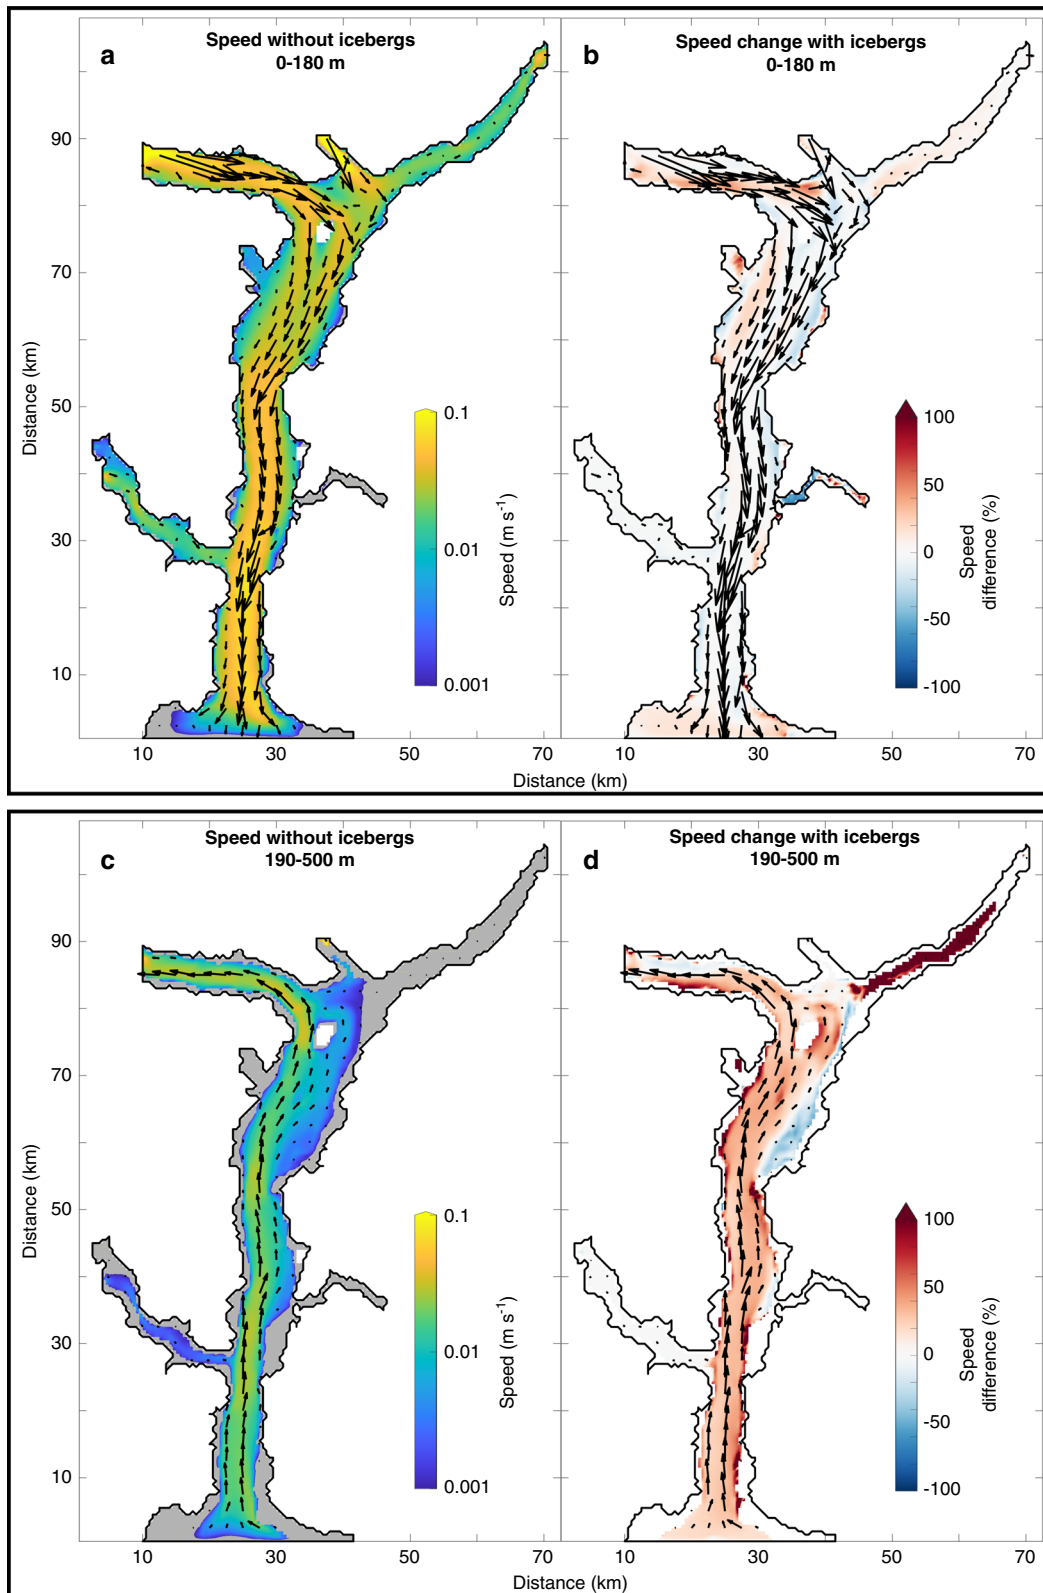 a
Speed without icebergs
0-180 m
b
Speed change with icebergs
0-180 m
90
70
50
30
10
Distance (km)
0.1
0.01
0.001
Speed (m s⁻¹)
100
50
0
-50
-100
Speed
difference (%)
10
30
50
70
10
30
50
70
Distance (km)
c
Speed without icebergs
190-500 m
d
Speed change with icebergs
190-500 m
90
70
50
30
10
Distance (km)
0.1
0.01
0.001
Speed (m s⁻¹)
100
50
0
-50
-100
Speed
difference (%)
10
30
50
70
10
30
50
70
Distance (km)